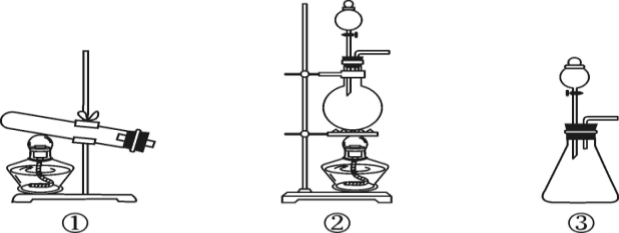 ① ② ③